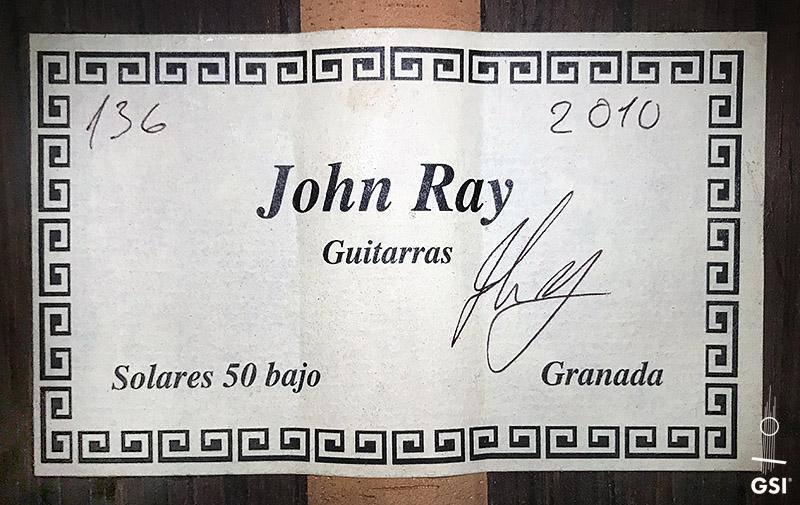 136 2010
John Ray
Guitarras
Solares 50 bajo Granada
GSI